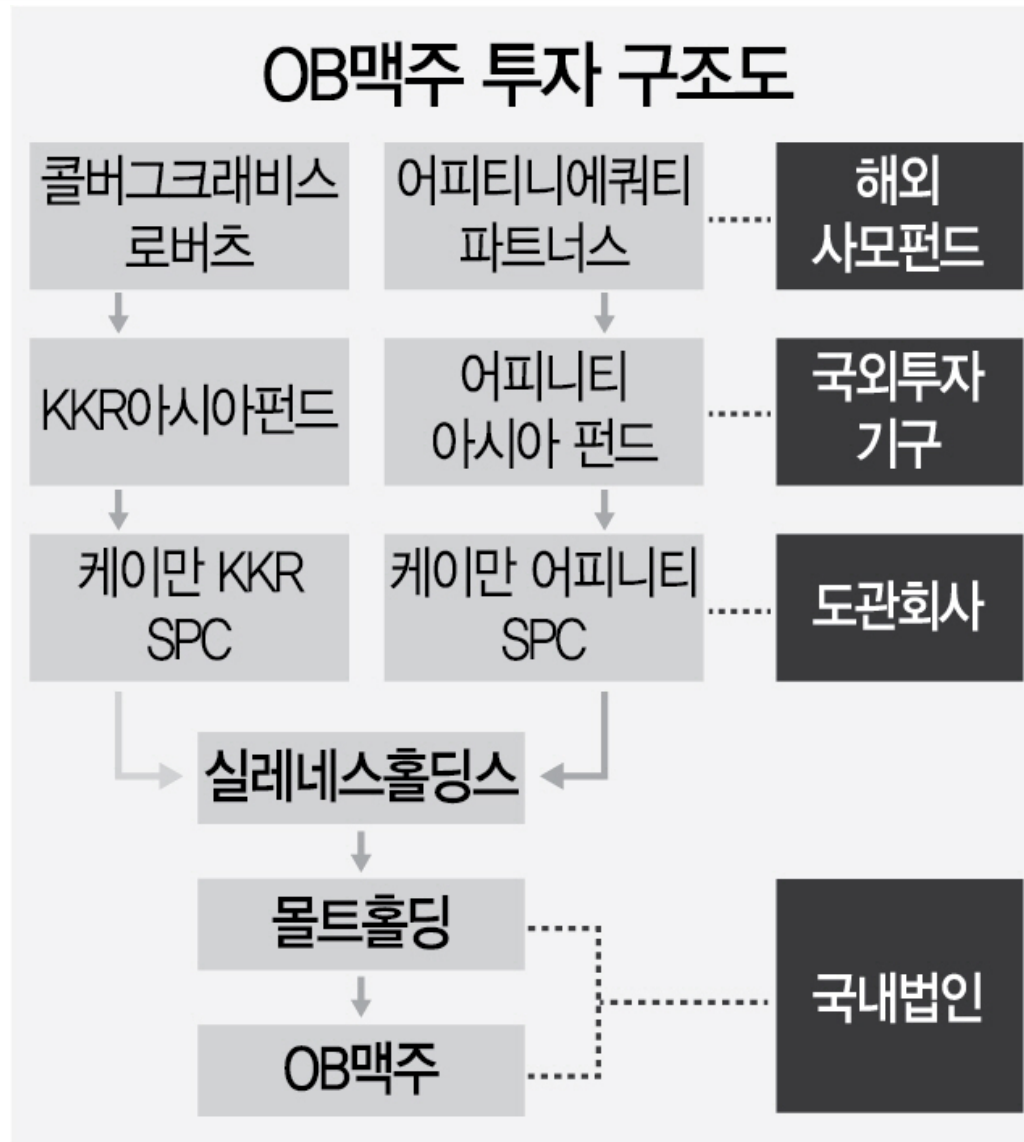 OB맥주 투자 구조도
콜버그크래비스
로버츠
어피티니에쿼티
파트너스
해외
사모펀드
KKR아시아펀드
어피니티
아시아 펀드
국외투자
기구
케이만 KKR
SPC
케이만 어피니티
SPC
도관회사
실레네스홀딩스
몰트홀딩
OB맥주
국내법인